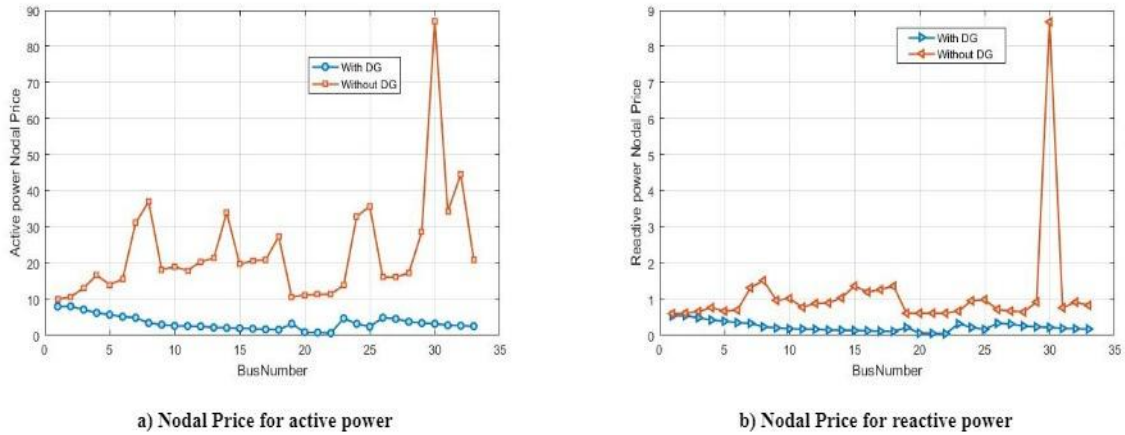 90
80
70
60
50
40
30
20
10
0
Active power Nodal Price
With DG
Without DG
0 5 10 15 20 25 30 35
BusNumber
a) Nodal Price for active power
9
8
7
6
5
4
3
2
1
0
Reactive power Nodal Price
With DG
Without DG
0 5 10 15 20 25 30 35
BusNumber
b) Nodal Price for reactive power